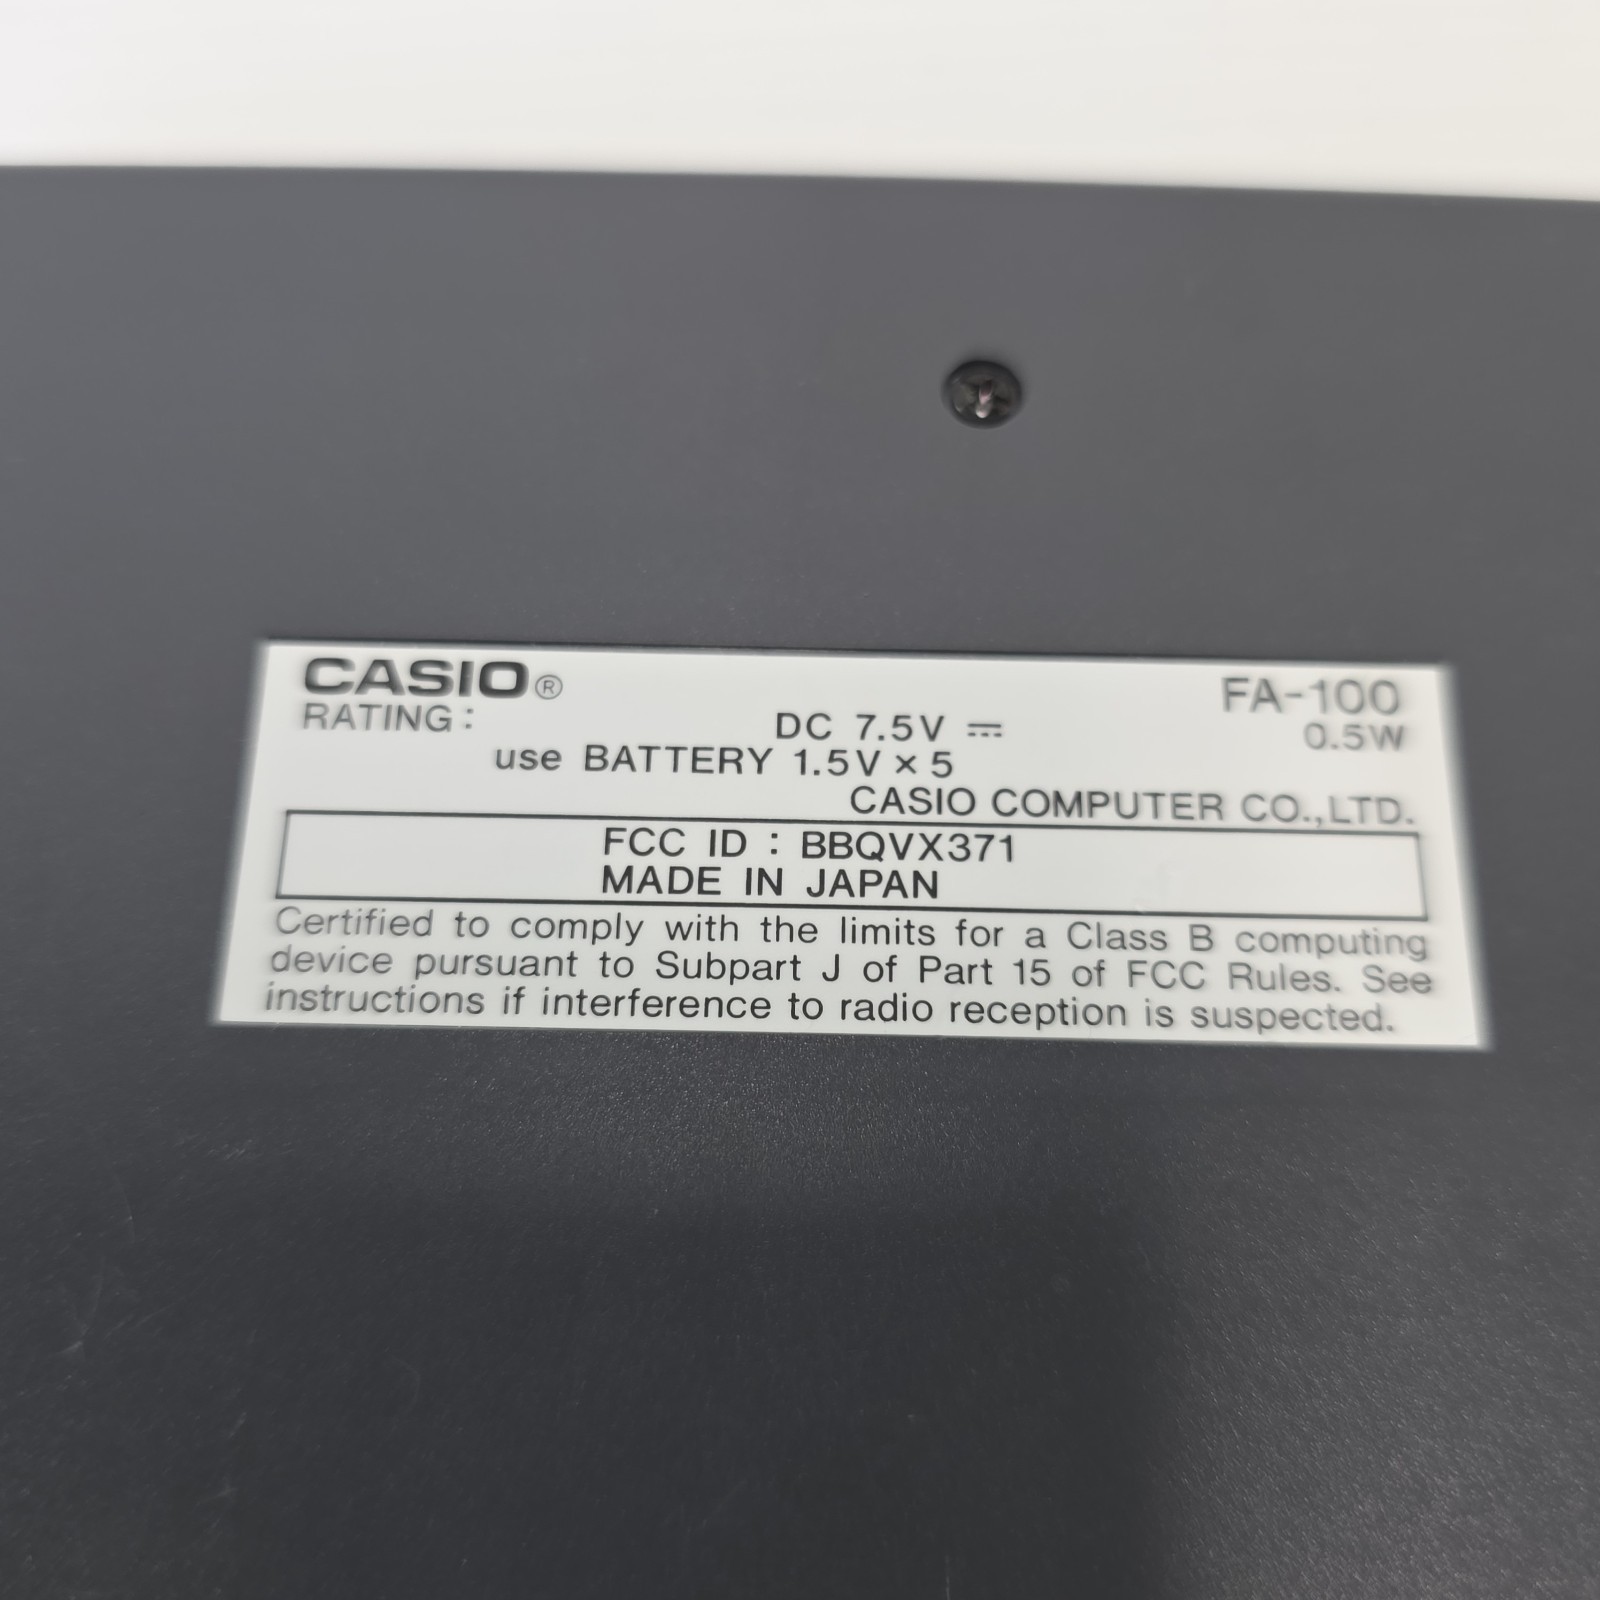 CASIO® FA-100
RATING: DC 7.5V ⎓ 0.5W
use BATTERY 1.5V × 5
CASIO COMPUTER CO.,LTD.
FCC ID : BBQVX371
MADE IN JAPAN
Certified to comply with the limits for a Class B computing
device pursuant to Subpart J of Part 15 of FCC Rules. See
instructions if interference to radio reception is suspected.